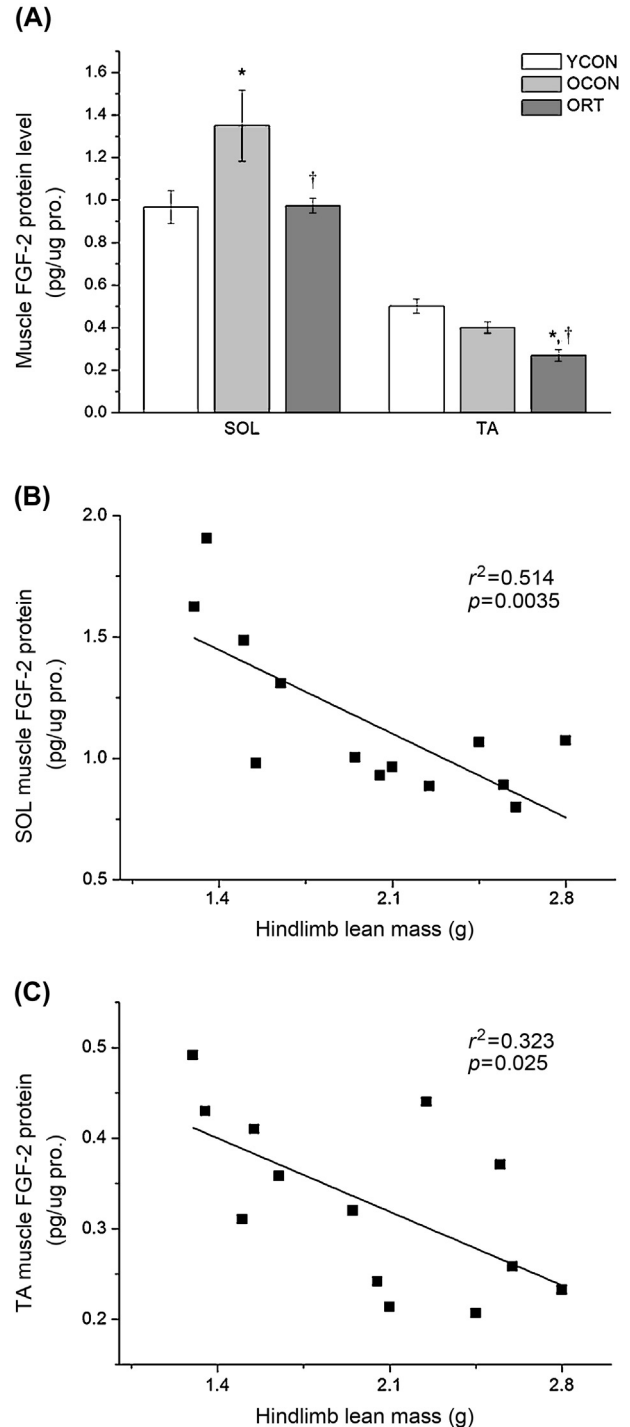 (A)
Muscle FGF-2 protein level
(pg/ug pro.)
1.6
1.4
1.2
1.0
0.8
0.6
0.4
0.2
0.0
*
†
*, †
YCON
OCON
ORT
SOL
TA
(B)
SOL muscle FGF-2 protein
(pg/ug pro.)
2.0
1.5
1.0
0.5
r²=0.514
p=0.0035
1.4
2.1
2.8
Hindlimb lean mass (g)
(C)
TA muscle FGF-2 protein
(pg/ug pro.)
0.5
0.4
0.3
0.2
r²=0.323
p=0.025
1.4
2.1
2.8
Hindlimb lean mass (g)